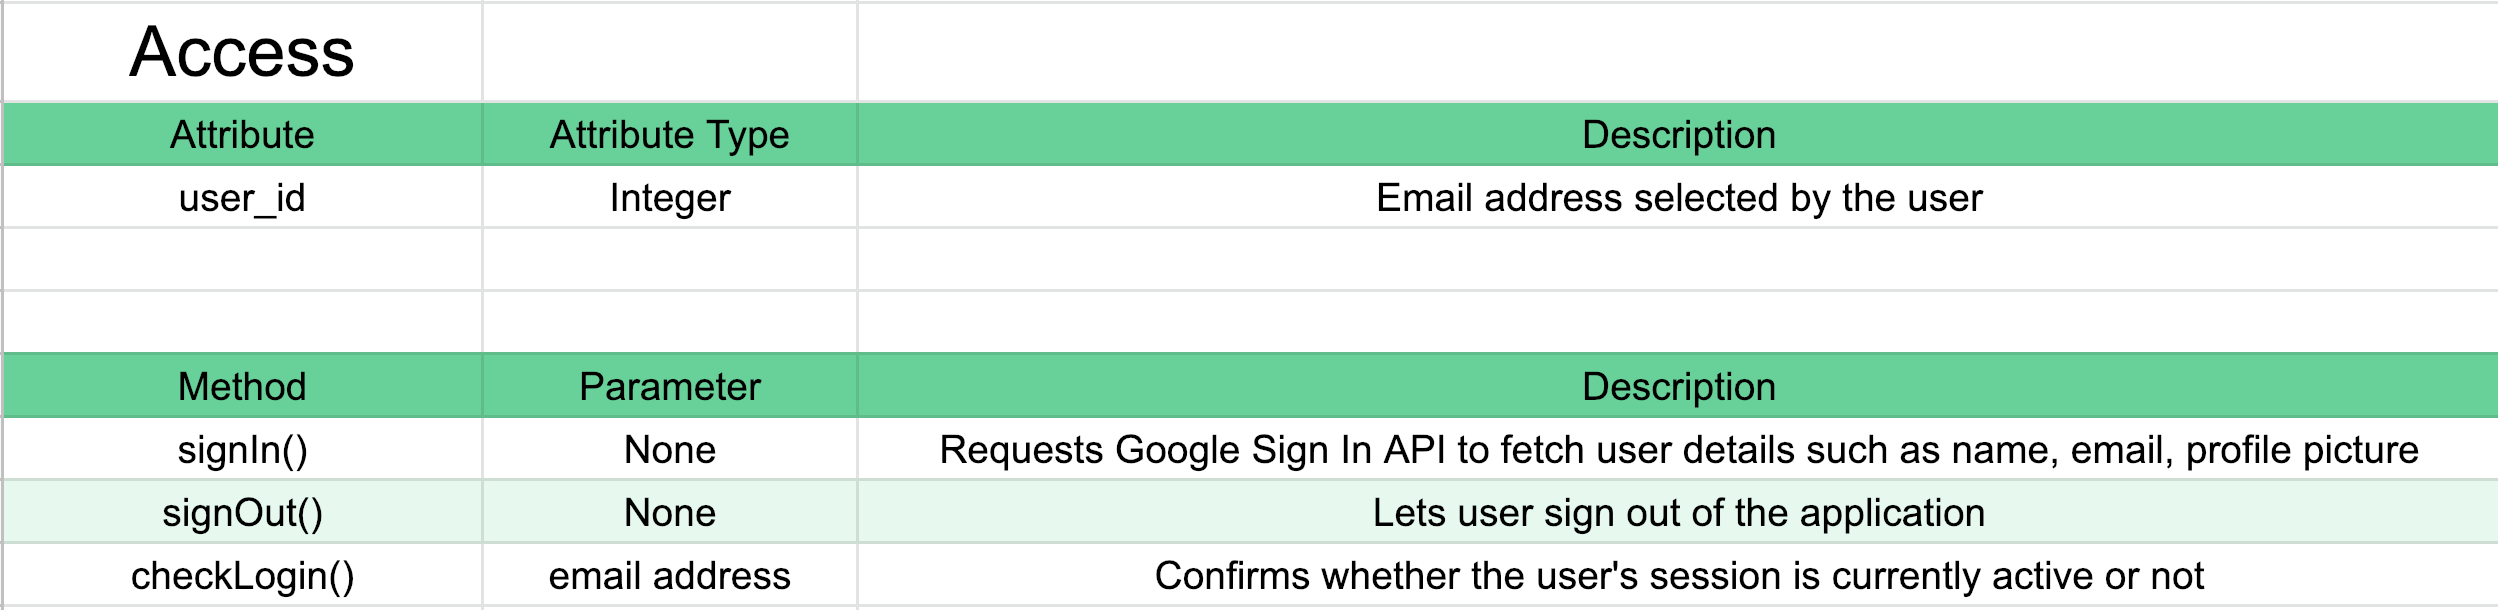 Access
Attribute Attribute Type Description
user_id Integer Email address selected by the user
Method Parameter Description
signIn() None Requests Google Sign In API to fetch user details such as name, email, profile picture
signOut() None Lets user sign out of the application
checkLogin() email address Confirms whether the user's session is currently active or not